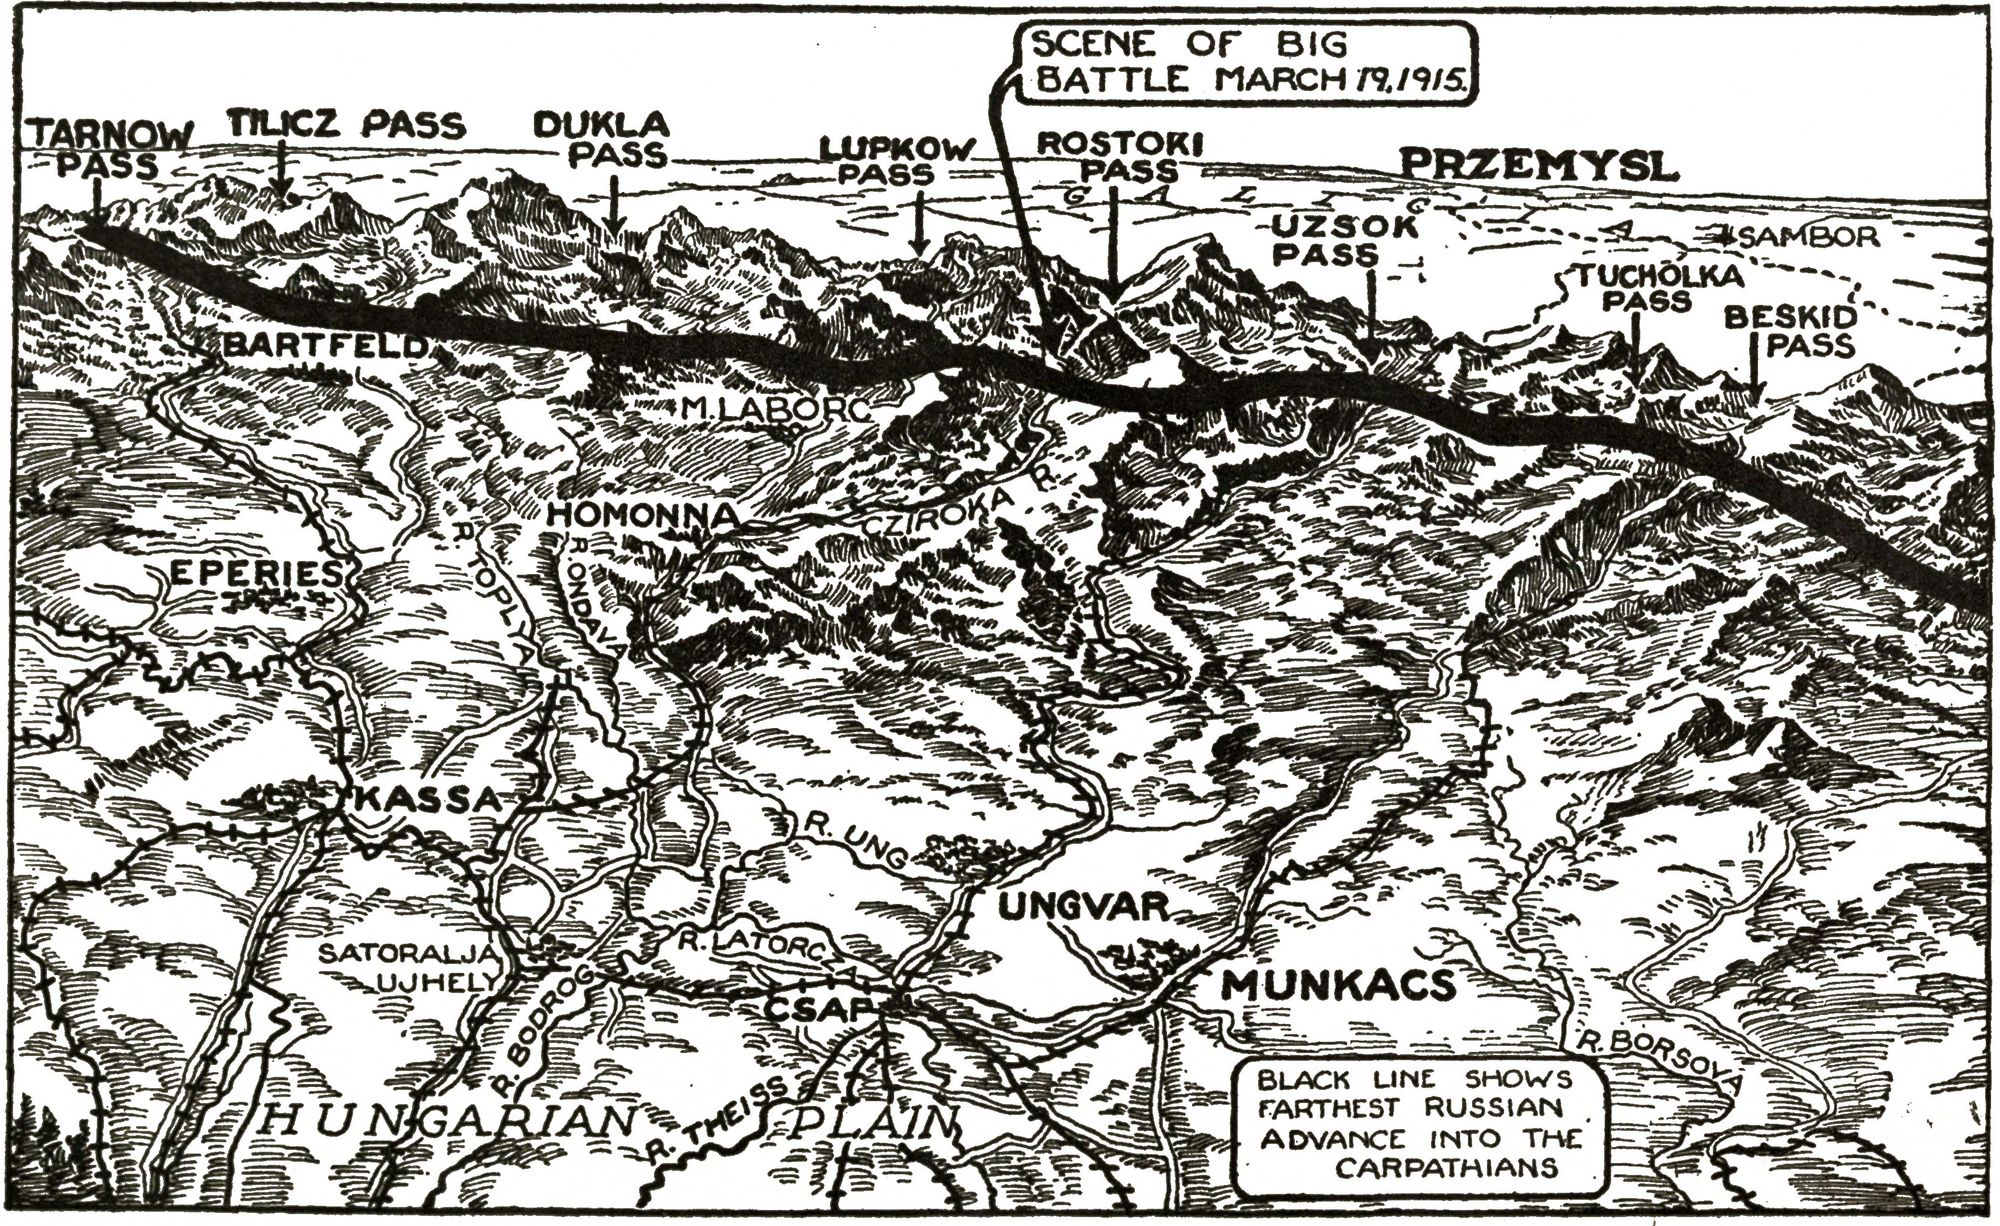 SCENE OF BIG
BATTLE MARCH 19, 1915.
TARNOW
PASS
TILICZ PASS
DUKLA
PASS
LUPKOW
PASS
ROSTOKI
PASS
PRZEMYSL
GALICIA
UZSOK
PASS
SAMBOR
TUCHOLKA
PASS
BESKID
PASS
BARTFELD
M. LABORC
HOMONNA
CZIROKA R.
R. TOPLYA
R. ONDAVA
EPERIES
KASSA
R. UNG
UNGVAR
SATORALJA
UJHELY
R. LATORCZA
MUNKACS
CSAP
R. BODROG
R. BORSOVA
R. THEISS
HUNGARIAN PLAIN
BLACK LINE SHOWS
FARTHEST RUSSIAN
ADVANCE INTO THE
CARPATHIANS